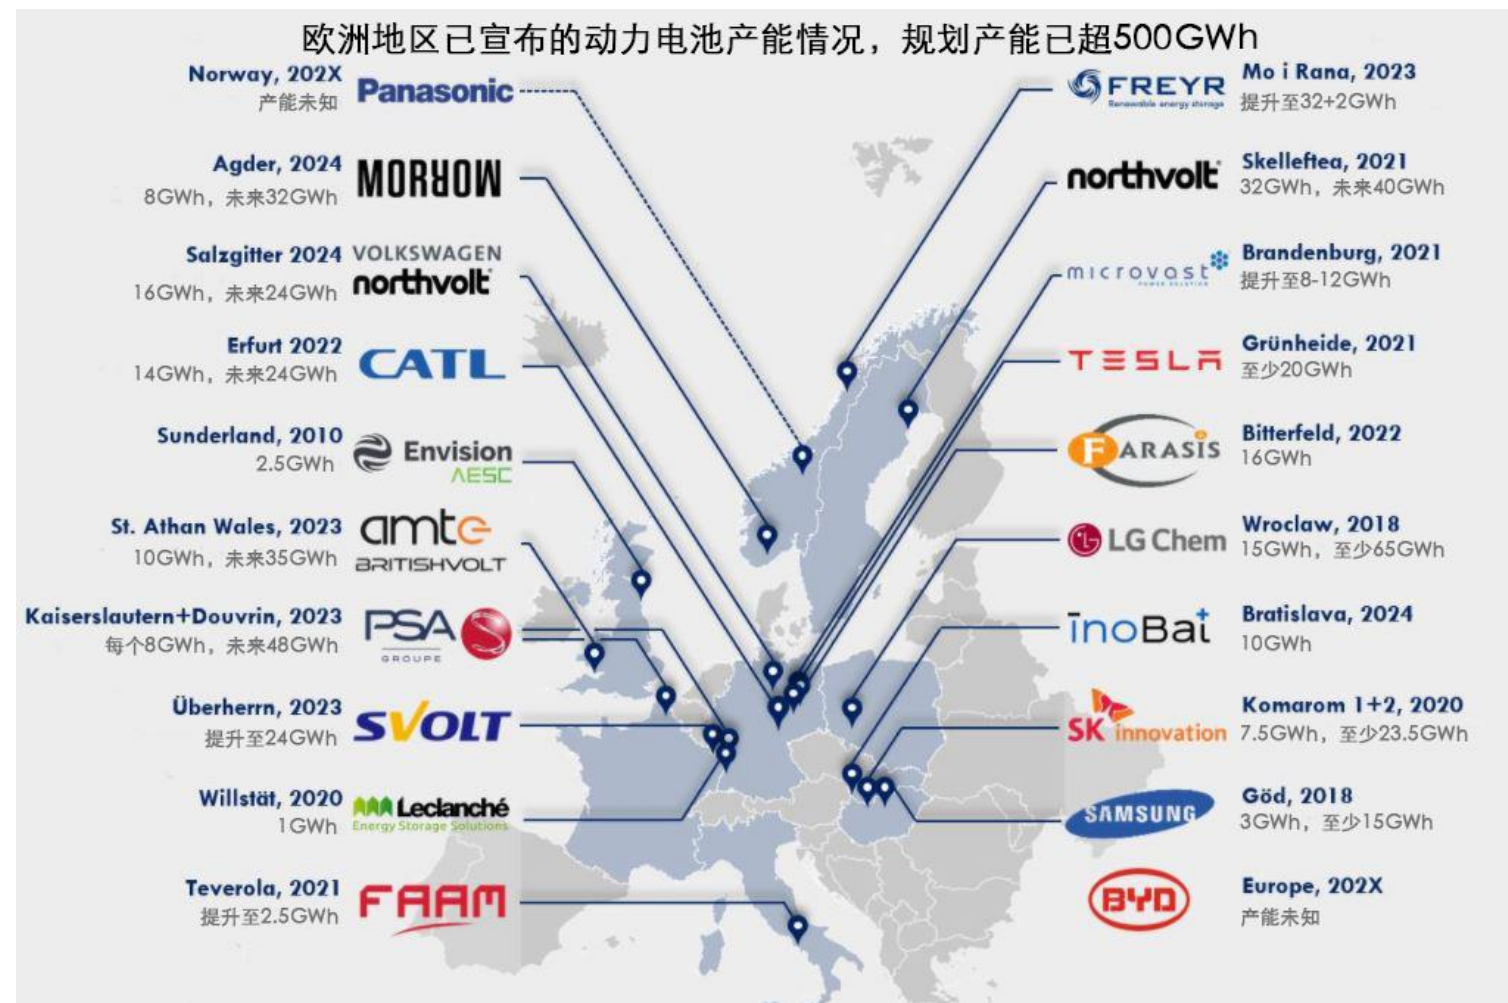 欧洲地区已宣布的动力电池产能情况，规划产能已超500GWh
Norway, 202X
产能未知
Panasonic
Agder, 2024
8GWh，未来32GWh
MORROW
Salzgitter 2024
16GWh，未来24GWh
VOLKSWAGEN
northvolt
Erfurt 2022
14GWh，未来24GWh
CATL
Sunderland, 2010
2.5GWh
Envision
AESC
St. Athan Wales, 2023
10GWh，未来35GWh
amte
BRITISHVOLT
Kaiserslautern+Douvrin, 2023
每个8GWh，未来48GWh
PSA
GROUPE
Überherrn, 2023
提升至24GWh
SVOLT
Willstät, 2020
1GWh
Leclanché
Energy Storage Solutions
Teverola, 2021
提升至2.5GWh
FAAM
FREYR
Renewable energy storage
Mo i Rana, 2023
提升至32+2GWh
northvolt
Skelleftea, 2021
32GWh，未来40GWh
microvast
POWER SOLUTION
Brandenburg, 2021
提升至8-12GWh
TESLA
Grünheide, 2021
至少20GWh
FARASIS
Bitterfeld, 2022
16GWh
LG Chem
Wroclaw, 2018
15GWh，至少65GWh
InoBat
Bratislava, 2024
10GWh
SK innovation
Komarom 1+2, 2020
7.5GWh，至少23.5GWh
SAMSUNG
Göd, 2018
3GWh，至少15GWh
BYD
Europe, 202X
产能未知